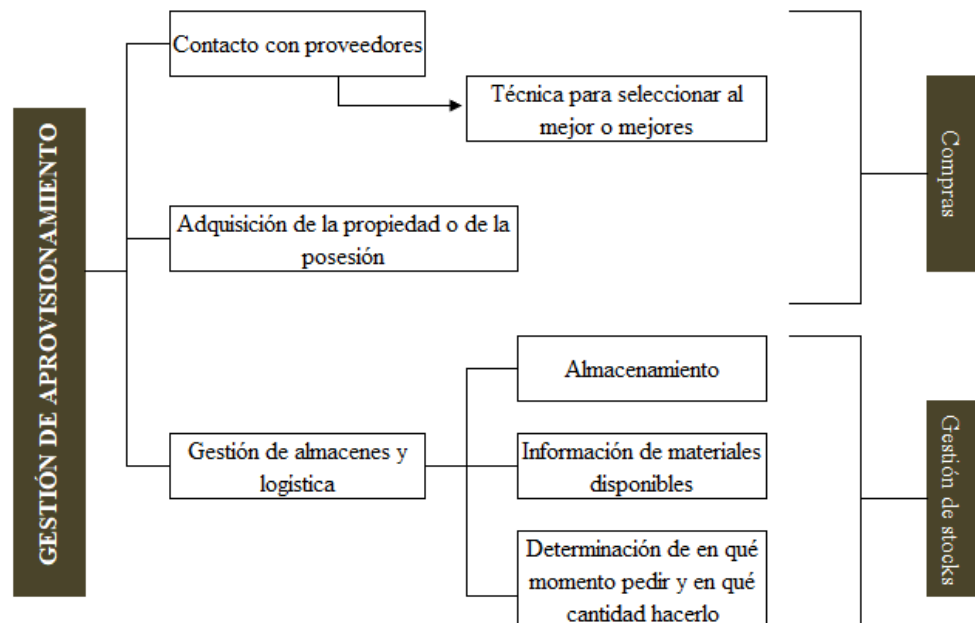 GESTIÓN DE APROVISIONAMIENTO
Contacto con proveedores
Técnica para seleccionar al
mejor o mejores
Adquisición de la propiedad o de la
posesión
Gestión de almacenes y
logistica
Almacenamiento
Información de materiales
disponibles
Determinación de en qué
momento pedir y en qué
cantidad hacerlo
Compras
Gestión de stocks